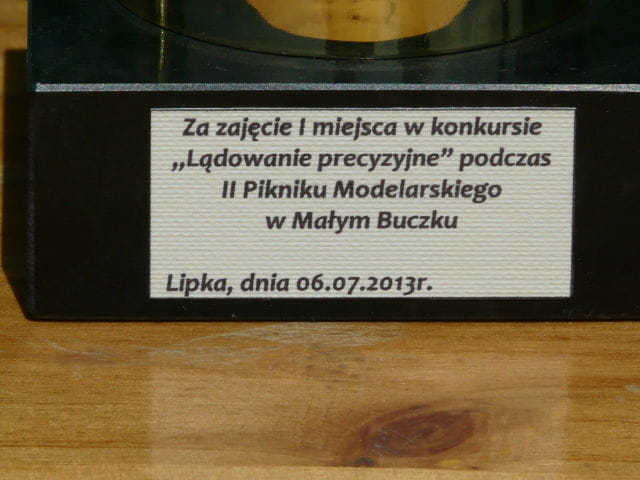 Za zajęcie I miejsca w konkursie
,,Lądowanie precyzyjne” podczas
II Pikniku Modelarskiego
w Małym Buczku
Lipka, dnia 06.07.2013r.